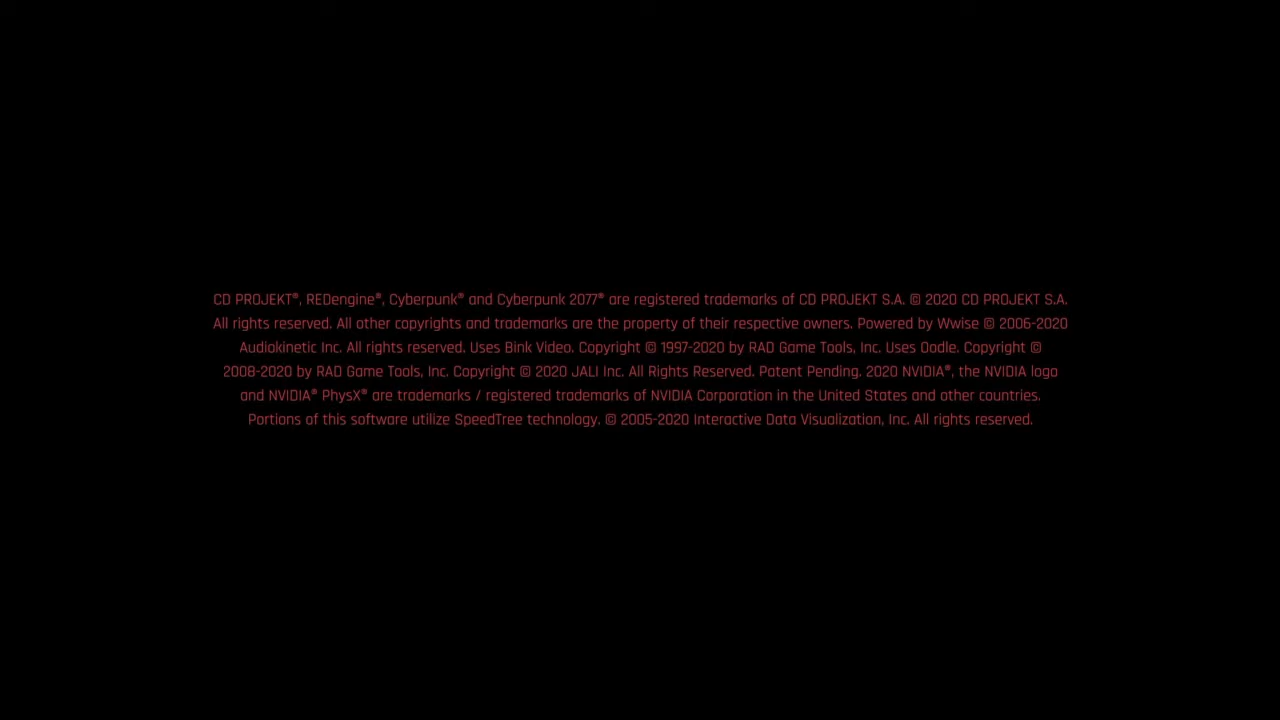 CD PROJEKT®, REDengine®, Cyberpunk® and Cyberpunk 2077® are registered trademarks of CD PROJEKT S.A. © 2020 CD PROJEKT S.A.
All rights reserved. All other copyrights and trademarks are the property of their respective owners. Powered by Wwise © 2006-2020
Audiokinetic Inc. All rights reserved. Uses Bink Video. Copyright © 1997-2020 by RAD Game Tools, Inc. Uses Oodle. Copyright ©
2008-2020 by RAD Game Tools, Inc. Copyright © 2020 JALI Inc. All Rights Reserved. Patent Pending. 2020 NVIDIA®, the NVIDIA logo
and NVIDIA® PhysX® are trademarks / registered trademarks of NVIDIA Corporation in the United States and other countries.
Portions of this software utilize SpeedTree technology. © 2005-2020 Interactive Data Visualization, Inc. All rights reserved.